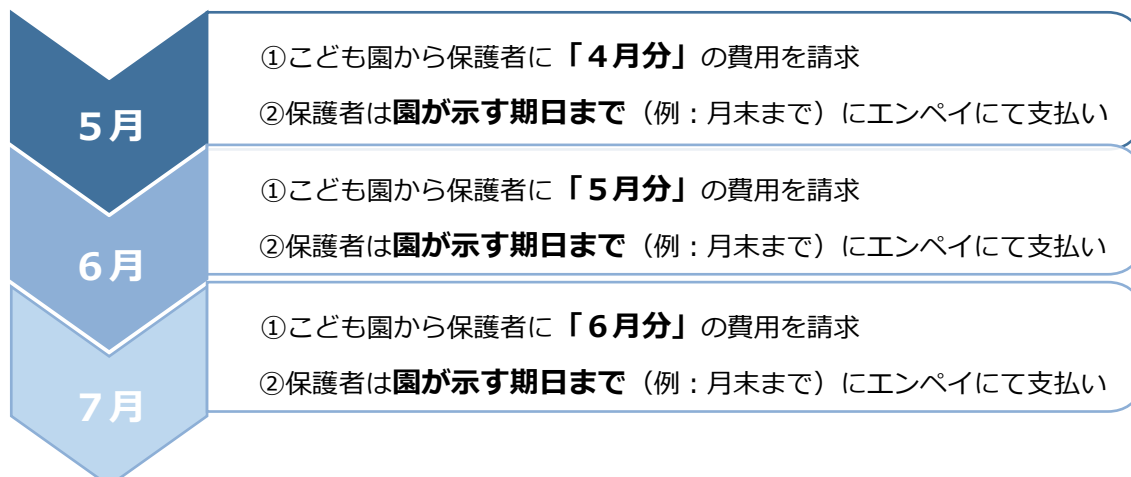 5月
①こども園から保護者に「4月分」の費用を請求
②保護者は園が示す期日まで（例：月末まで）にエンペイにて支払い
6月
①こども園から保護者に「5月分」の費用を請求
②保護者は園が示す期日まで（例：月末まで）にエンペイにて支払い
7月
①こども園から保護者に「6月分」の費用を請求
②保護者は園が示す期日まで（例：月末まで）にエンペイにて支払い